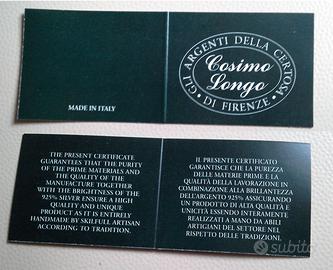 MADE IN ITALY
GLI ARGENTI DELLA CERTOSA
Cosimo
Longo
• DI FIRENZE •
THE PRESENT CERTIFICATE
GUARANTEES THAT THE PURITY
OF THE PRIME MATERIALS AND
THE QUALITY OF THE
MANUFACTURE TOGETHER
WITH THE BRIGHTNESS OF THE
925% SILVER ENSURE A HIGH
QUALITY AND UNIQUE
PRODUCT AS IT IS ENTIRELY
HANDMADE BY SKILFUL ARTISAN
ACCORDING TO TRADITION.
IL PRESENTE CERTIFICATO
GARANTISCE CHE LA PUREZZA
DELLE MATERIE PRIME E LA
QUALITÀ DELLA LAVORAZIONE IN
COMBINAZIONE ALLA BRILLANTEZZA
DELL'ARGENTO 925% ASSICURANO
UN PRODOTTO DI ALTA QUALITÀ E
UNICITÀ ESSENDO INTERAMENTE
REALIZZATI A MANO DA ABILI
ARTIGIANI DEL SETTORE NEL
RISPETTO DELLE TRADIZIONI.
subito